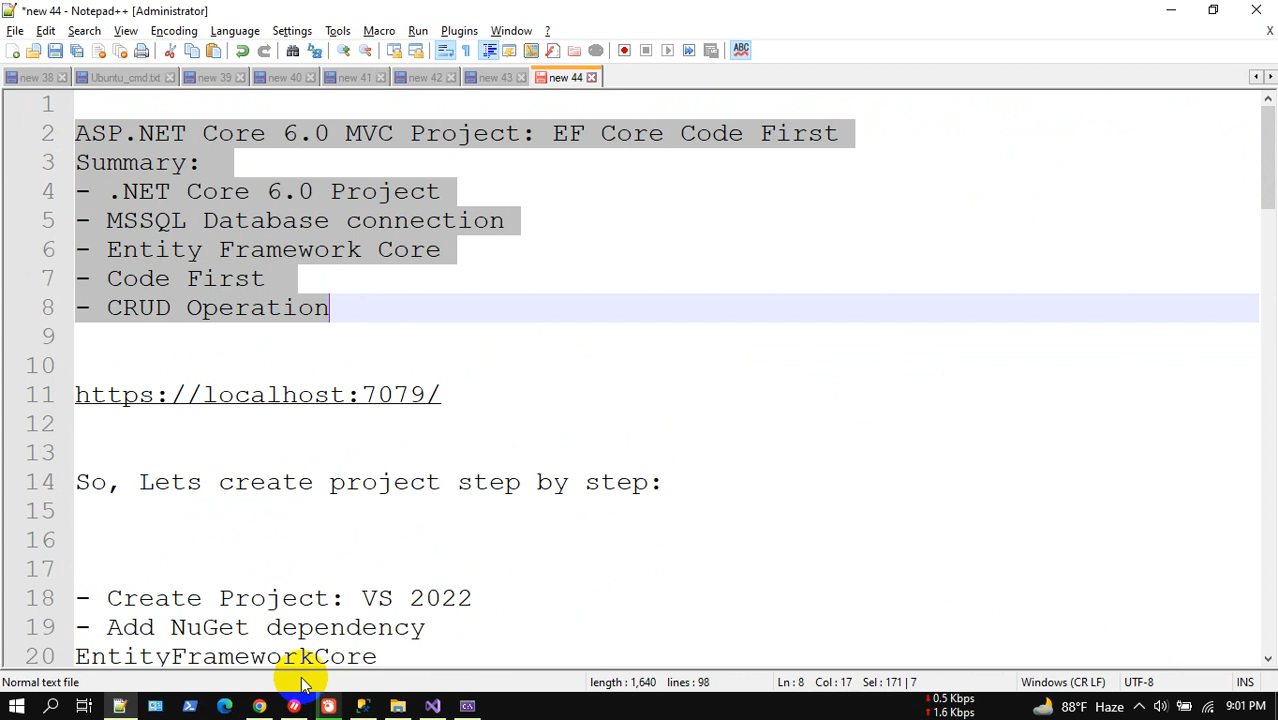 *new 44 - Notepad++ [Administrator]
File Edit Search View Encoding Language Settings Tools Macro Run Plugins Window ? X
ABC
new 38 Ubuntu_cmd.txt new 39 new 40 new 41 new 42 new 43 new 44
1
2 ASP.NET Core 6.0 MVC Project: EF Core Code First
3 Summary:
4 - .NET Core 6.0 Project
5 - MSSQL Database connection
6 - Entity Framework Core
7 - Code First
8 - CRUD Operation
9
10
11 https://localhost:7079/
12
13
14 So, Lets create project step by step:
15
16
17
18 - Create Project: VS 2022
19 - Add NuGet dependency
20 EntityFrameworkCore
Normal text file length : 1,640 lines : 98 Ln : 8 Col : 17 Sel : 171 | 7 Windows (CR LF) UTF-8 INS
0.5 Kbps
1.6 Kbps
88°F Haze 9:01 PM